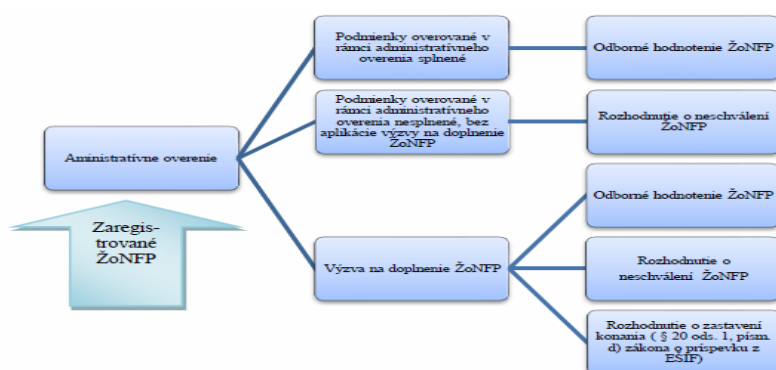 Podmienky overované v
rámci administratívneho
overenia splnené
Odborné hodnotenie ŽoNFP
Podmienky overované v
rámci administratívneho
overenia nesplnené, bez
aplikácie výzvy na doplnenie
ŽoNFP
Rozhodnutie o neschválení
ŽoNFP
Aministratívne overenie
Odborné hodnotenie ŽoNFP
Zaregis-
trované
ŽoNFP
Výzva na doplnenie ŽoNFP
Rozhodnutie o
neschválení ŽoNFP
Rozhodnutie o zastavení
konania ( § 20 ods. 1, písm.
d) zákona o príspevku z
EŠIF)